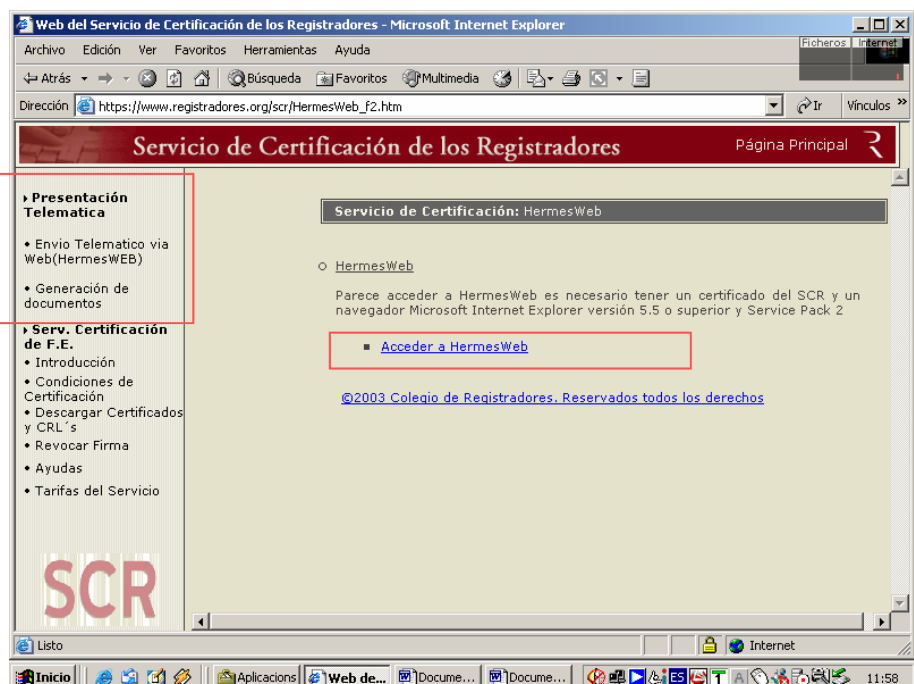 Web del Servicio de Certificación de los Registradores - Microsoft Internet Explorer
Archivo Edición Ver Favoritos Herramientas Ayuda
Ficheros Internet
Atrás Búsqueda Favoritos Multimedia
Dirección https://www.registradores.org/scr/HermesWeb_f2.htm Ir Vínculos »
Servicio de Certificación de los Registradores Página Principal
Presentación
Telematica
• Envio Telematico via
Web(HermesWEB)
• Generación de
documentos
Serv. Certificación
de F.E.
• Introducción
• Condiciones de
Certificación
• Descargar Certificados
y CRL´s
• Revocar Firma
• Ayudas
• Tarifas del Servicio
SCR
Servicio de Certificación: HermesWeb
HermesWeb
Parece acceder a HermesWeb es necesario tener un certificado del SCR y un
navegador Microsoft Internet Explorer versión 5.5 o superior y Service Pack 2
Acceder a HermesWeb
©2003 Colegio de Registradores. Reservados todos los derechos
Listo Internet
Inicio Aplicacions Web de... Docume... Docume... ES 11:58